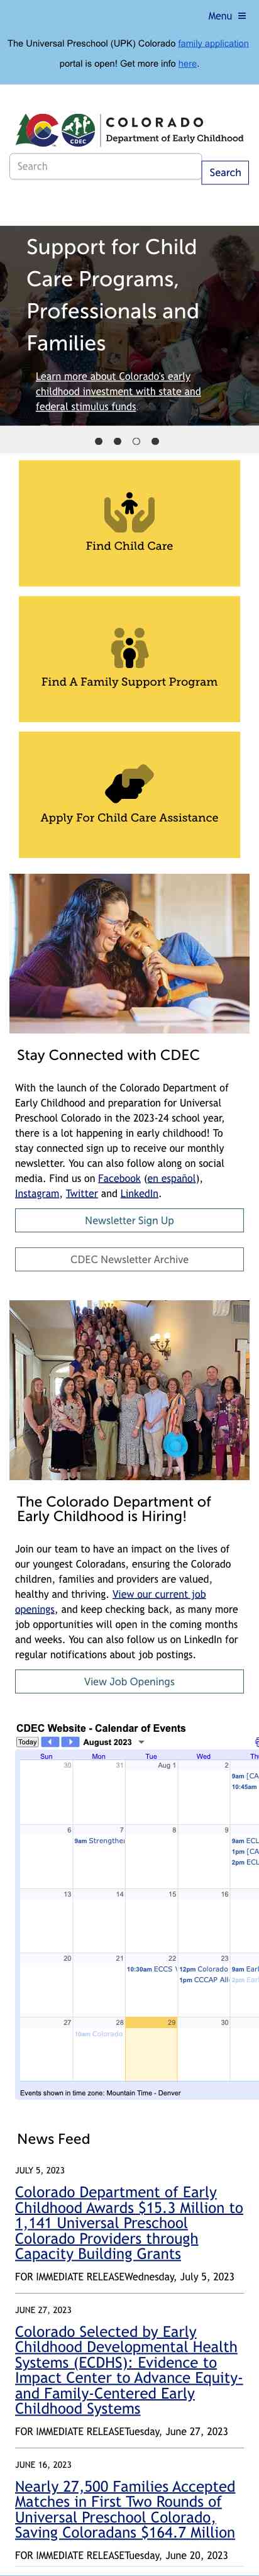 Menu
The Universal Preschool (UPK) Colorado family application
portal is open! Get more info here.
COLORADO
Department of Early Childhood
CDEC
Search
Search
Support for Child
Care Programs,
Professionals and
Families
Learn more about Colorado's early
childhood investment with state and
federal stimulus funds.
Find Child Care
Find A Family Support Program
Apply For Child Care Assistance
Stay Connected with CDEC
With the launch of the Colorado Department of
Early Childhood and preparation for Universal
Preschool Colorado in the 2023-24 school year,
there is a lot happening in early childhood! To
stay connected sign up to receive our monthly
newsletter. You can also follow along on social
media. Find us on Facebook (en español),
Instagram, Twitter and LinkedIn.
Newsletter Sign Up
CDEC Newsletter Archive
The Colorado Department of
Early Childhood is Hiring!
Join our team to have an impact on the lives of
our youngest Coloradans, ensuring the Colorado
children, families and providers are valued,
healthy and thriving. View our current job
openings, and keep checking back, as many more
job opportunities will open in the coming months
and weeks. You can also follow us on LinkedIn for
regular notifications about job postings.
View Job Openings
CDEC Website - Calendar of Events
Today August 2023
Sun Mon Tue Wed Th
30 31 Aug 1 2
9am [CA
10:45am
6 7 8 9
9am Strengthe 9am ECL
1pm [CA
2pm ECL
13 14 15 16
20 21 22 23
10:30am ECCS 12pm Colorado 9am Earl
1pm CCCAP All 2pm Earl
27 28 29 30
10am Colorado
Events shown in time zone: Mountain Time - Denver
News Feed
JULY 5, 2023
Colorado Department of Early
Childhood Awards $15.3 Million to
1,141 Universal Preschool
Colorado Providers through
Capacity Building Grants
FOR IMMEDIATE RELEASEWednesday, July 5, 2023
JUNE 27, 2023
Colorado Selected by Early
Childhood Developmental Health
Systems (ECDHS): Evidence to
Impact Center to Advance Equity-
and Family-Centered Early
Childhood Systems
FOR IMMEDIATE RELEASETuesday, June 27, 2023
JUNE 16, 2023
Nearly 27,500 Families Accepted
Matches in First Two Rounds of
Universal Preschool Colorado,
Saving Coloradans $164.7 Million
FOR IMMEDIATE RELEASETuesday, June 20, 2023